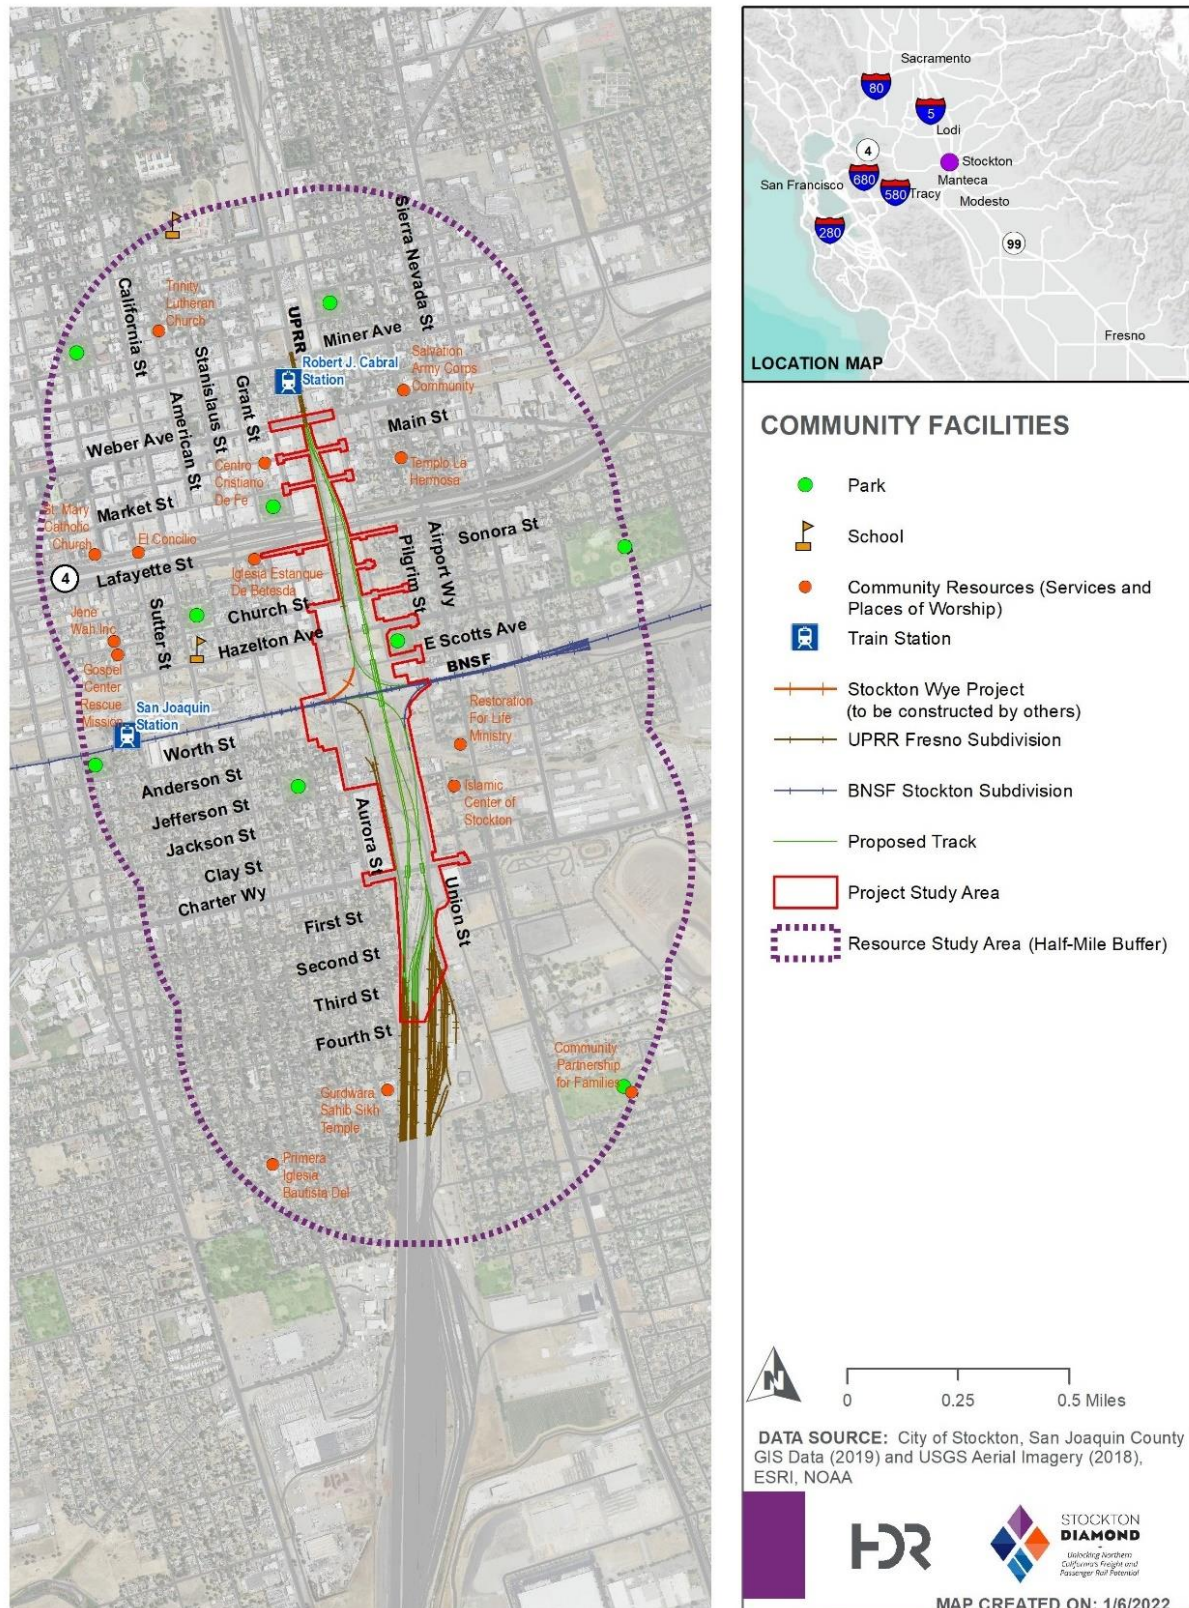 Sierra Nevada St
California St
Trinity
Lutheran
Church
UPRR
Miner Ave
Robert J. Cabral
Station
Stanislaus St
Grant St
American St
Salvation
Army Corps
Community
Weber Ave
Main St
Centro
Cristiano
De Fe
Templo La
Hermosa
Market St
St. Mary
Catholic
Church
El Concilio
Sonora St
Airport Wy
Pilgrim St
4
Lafayette St
Iglesia Estanque
De Betesda
Church St
Sutter St
Jene
Wah Inc
Hazelton Ave
E Scotts Ave
BNSF
Gospel
Center
Rescue
Mission
San Joaquin
Station
Restoration
For Life
Ministry
Worth St
Anderson St
Islamic
Center of
Stockton
Jefferson St
Aurora St
Jackson St
Clay St
Charter Wy
Union St
First St
Second St
Third St
Fourth St
Community
Partnership
for Families
Gurdwara
Sahib Sikh
Temple
Primera
Iglesia
Bautista Del
Sacramento
80
5
Lodi
4
Stockton
680
Manteca
San Francisco
580
Tracy
Modesto
280
99
Fresno
LOCATION MAP
COMMUNITY FACILITIES
Park
School
Community Resources (Services and
Places of Worship)
Train Station
Stockton Wye Project
(to be constructed by others)
UPRR Fresno Subdivision
BNSF Stockton Subdivision
Proposed Track
Project Study Area
Resource Study Area (Half-Mile Buffer)
N
0 0.25 0.5 Miles
DATA SOURCE: City of Stockton, San Joaquin County
GIS Data (2019) and USGS Aerial Imagery (2018),
ESRI, NOAA
HDR
STOCKTON
DIAMOND
Unlocking Northern
California's Freight and
Passenger Rail Potential
MAP CREATED ON: 1/6/2022